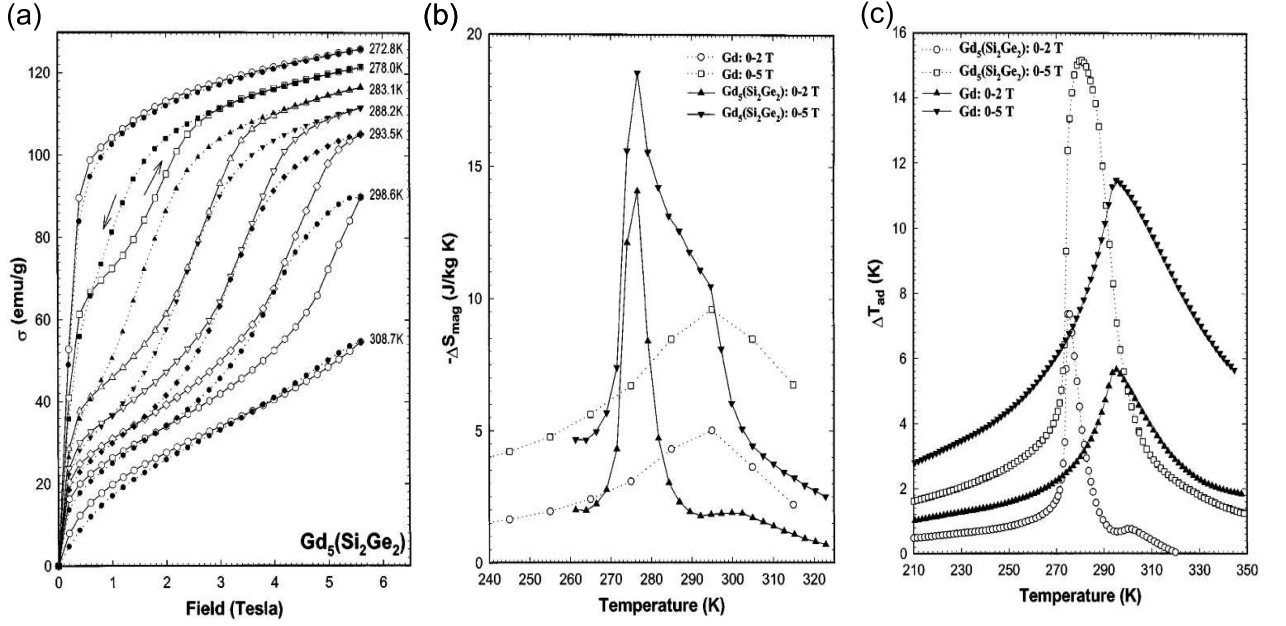 (a)
(b)
(c)
σ (emu/g)
120
100
80
60
40
20
0
0
1
2
3
4
5
6
Field (Tesla)
272.8K
278.0K
283.1K
288.2K
293.5K
298.6K
308.7K
Gd₅(Si₂Ge₂)
-ΔS_mag (J/kg K)
20
15
10
5
0
240
250
260
270
280
290
300
310
320
Temperature (K)
Gd: 0-2 T
Gd: 0-5 T
Gd₅(Si₂Ge₂): 0-2 T
Gd₅(Si₂Ge₂): 0-5 T
ΔT_ad (K)
16
14
12
10
8
6
4
2
0
210
230
250
270
290
310
330
350
Temperature (K)
Gd₅(Si₂Ge₂): 0-2 T
Gd₅(Si₂Ge₂): 0-5 T
Gd: 0-2 T
Gd: 0-5 T